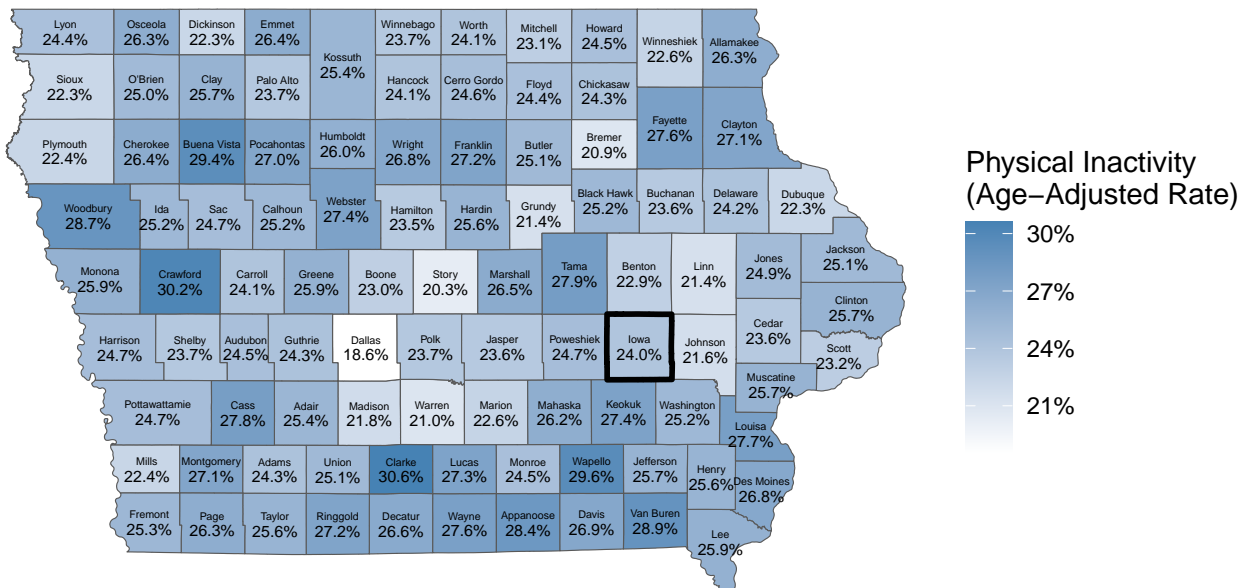 Lyon
24.4%
Osceola
26.3%
Dickinson
22.3%
Emmet
26.4%
Kossuth
25.4%
Winnebago
23.7%
Worth
24.1%
Mitchell
23.1%
Howard
24.5%
Winneshiek
22.6%
Allamakee
26.3%
Sioux
22.3%
O'Brien
25.0%
Clay
25.7%
Palo Alto
23.7%
Hancock
24.1%
Cerro Gordo
24.6%
Floyd
24.4%
Chickasaw
24.3%
Fayette
27.6%
Clayton
27.1%
Plymouth
22.4%
Cherokee
26.4%
Buena Vista
29.4%
Pocahontas
27.0%
Humboldt
26.0%
Wright
26.8%
Franklin
27.2%
Butler
25.1%
Bremer
20.9%
Woodbury
28.7%
Ida
25.2%
Sac
24.7%
Calhoun
25.2%
Webster
27.4%
Hamilton
23.5%
Hardin
25.6%
Grundy
21.4%
Black Hawk
25.2%
Buchanan
23.6%
Delaware
24.2%
Dubuque
22.3%
Monona
25.9%
Crawford
30.2%
Carroll
24.1%
Greene
25.9%
Boone
23.0%
Story
20.3%
Marshall
26.5%
Tama
27.9%
Benton
22.9%
Linn
21.4%
Jones
24.9%
Jackson
25.1%
Clinton
25.7%
Harrison
24.7%
Shelby
23.7%
Audubon
24.5%
Guthrie
24.3%
Dallas
18.6%
Polk
23.7%
Jasper
23.6%
Poweshiek
24.7%
Iowa
24.0%
Johnson
21.6%
Cedar
23.6%
Scott
23.2%
Muscatine
25.7%
Pottawattamie
24.7%
Cass
27.8%
Adair
25.4%
Madison
21.8%
Warren
21.0%
Marion
22.6%
Mahaska
26.2%
Keokuk
27.4%
Washington
25.2%
Louisa
27.7%
Mills
22.4%
Montgomery
27.1%
Adams
24.3%
Union
25.1%
Clarke
30.6%
Lucas
27.3%
Monroe
24.5%
Wapello
29.6%
Jefferson
25.7%
Henry
25.6%
Des Moines
26.8%
Fremont
25.3%
Page
26.3%
Taylor
25.6%
Ringgold
27.2%
Decatur
26.6%
Wayne
27.6%
Appanoose
28.4%
Davis
26.9%
Van Buren
28.9%
Lee
25.9%
Physical Inactivity
(Age−Adjusted Rate)
30%
27%
24%
21%